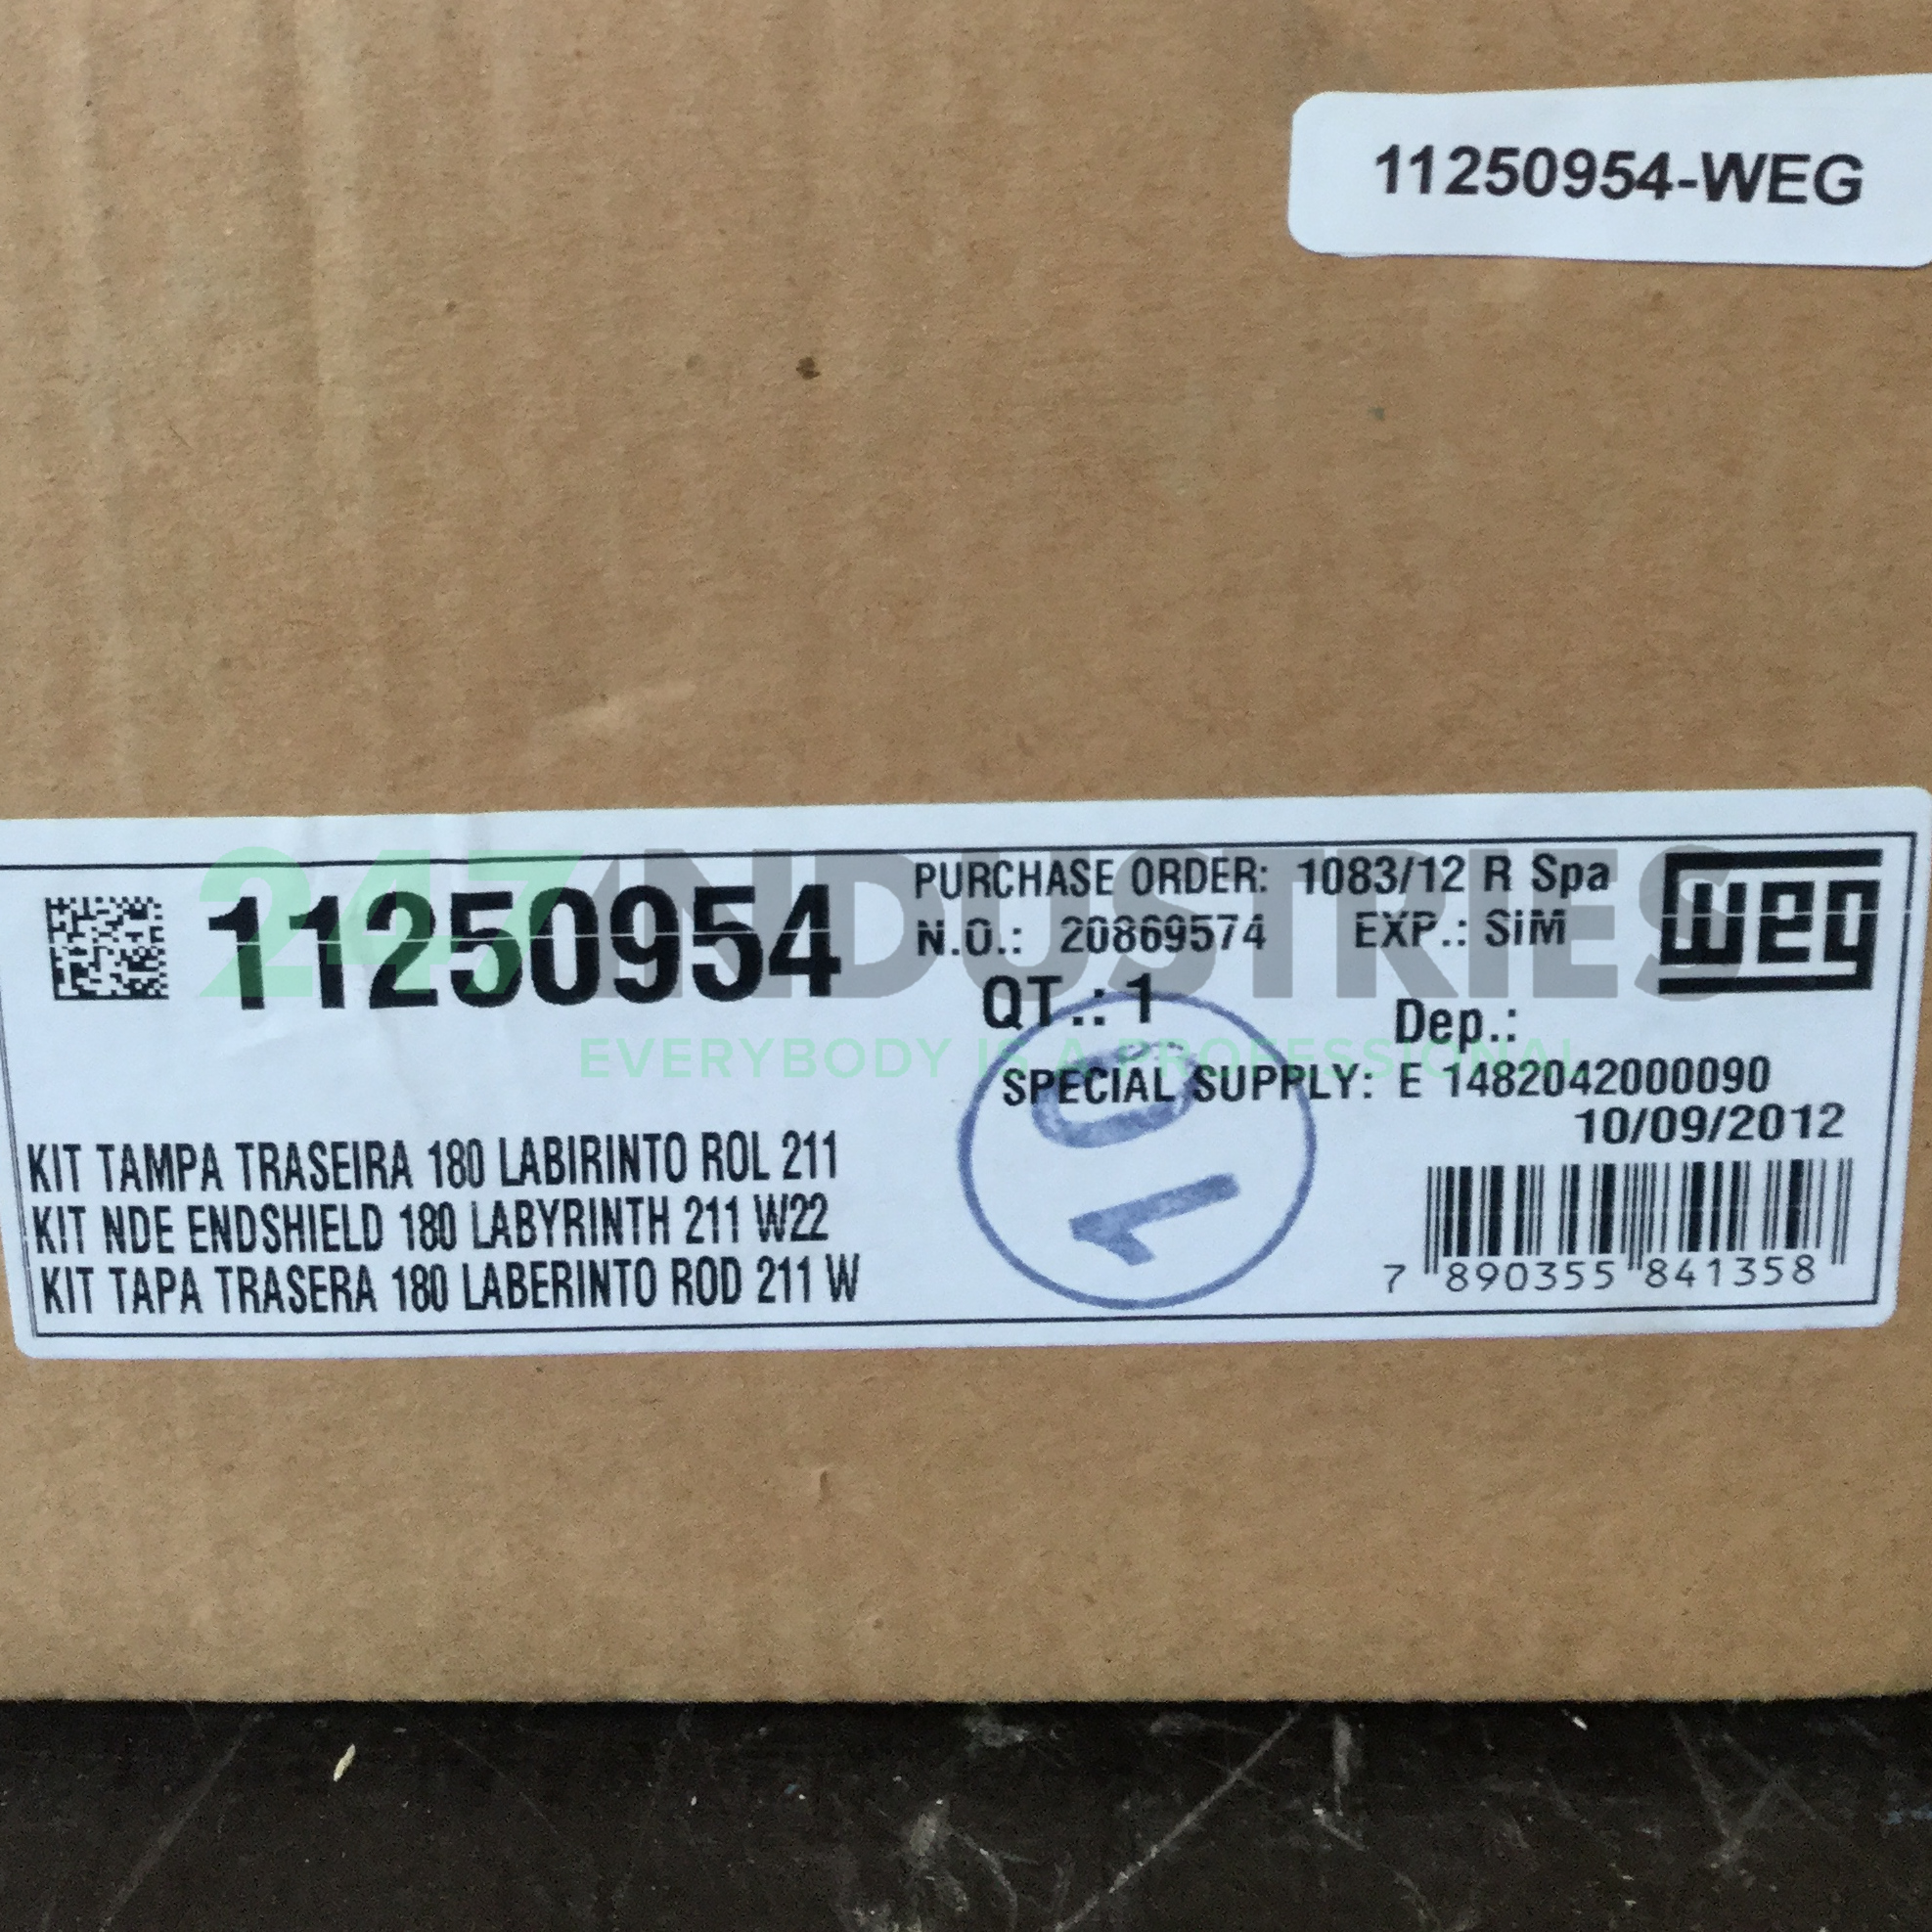 11250954-WEG
11250954
PURCHASE ORDER: 1083/12 R Spa
N.O.: 20869574 EXP.: SiM
weg
QT.: 1
Dep.:
SPECIAL SUPPLY: E 1482042000090
10/09/2012
KIT TAMPA TRASEIRA 180 LABIRINTO ROL 211
KIT NDE ENDSHIELD 180 LABYRINTH 211 W22
KIT TAPA TRASERA 180 LABERINTO ROD 211 W
7 890355 841358
10
247INDUSTRIES
EVERYBODY IS A PROFESSIONAL